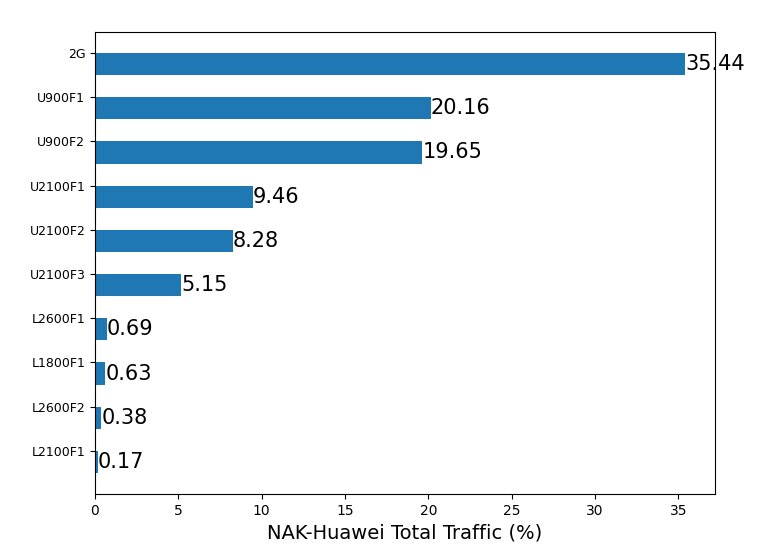 2G 35.44
U900F1 20.16
U900F2 19.65
U2100F1 9.46
U2100F2 8.28
U2100F3 5.15
L2600F1 0.69
L1800F1 0.63
L2600F2 0.38
L2100F1 0.17
0 5 10 15 20 25 30 35
NAK-Huawei Total Traffic (%)